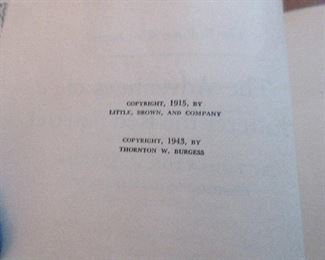 COPYRIGHT, 1915, BY
LITTLE, BROWN, AND COMPANY
COPYRIGHT, 1943, BY
THORNTON W. BURGESS